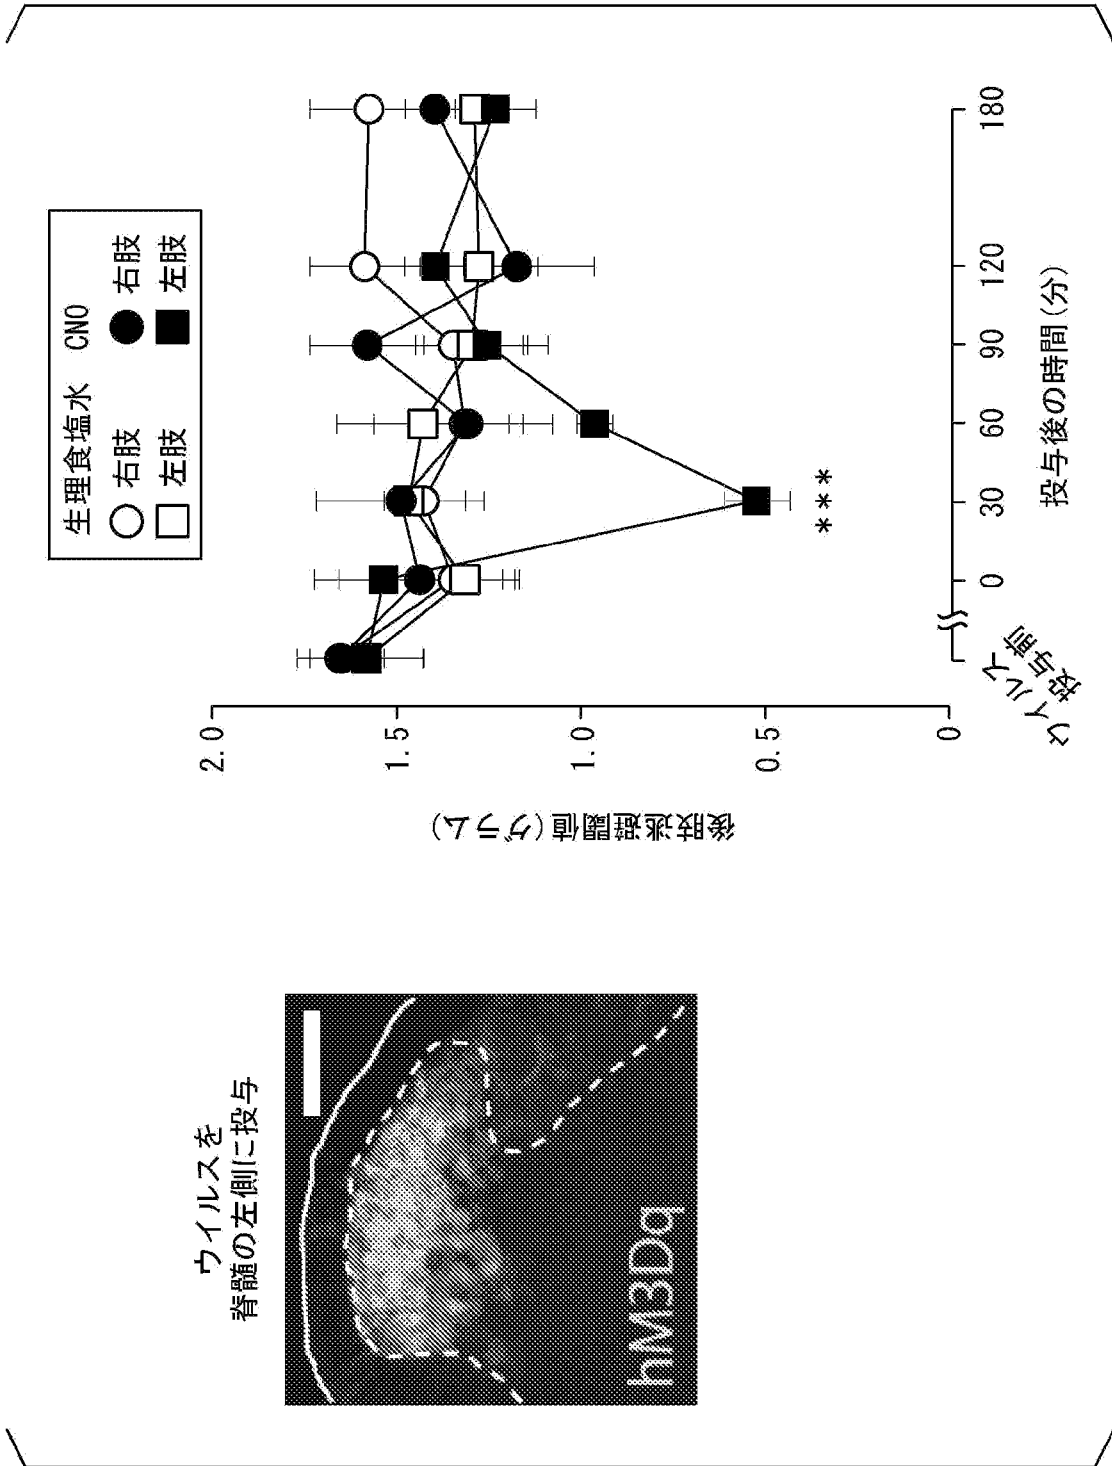 ウイルスを
脊髄の左側に投与
hM3Dq
生理食塩水 CNO
右肢 右肢
左肢 左肢
後肢逃避閾値(グラム)
2.0
1.5
1.0
0.5
0
***
ウイルス
投与前
0 30 60 90 120 180
投与後の時間(分)